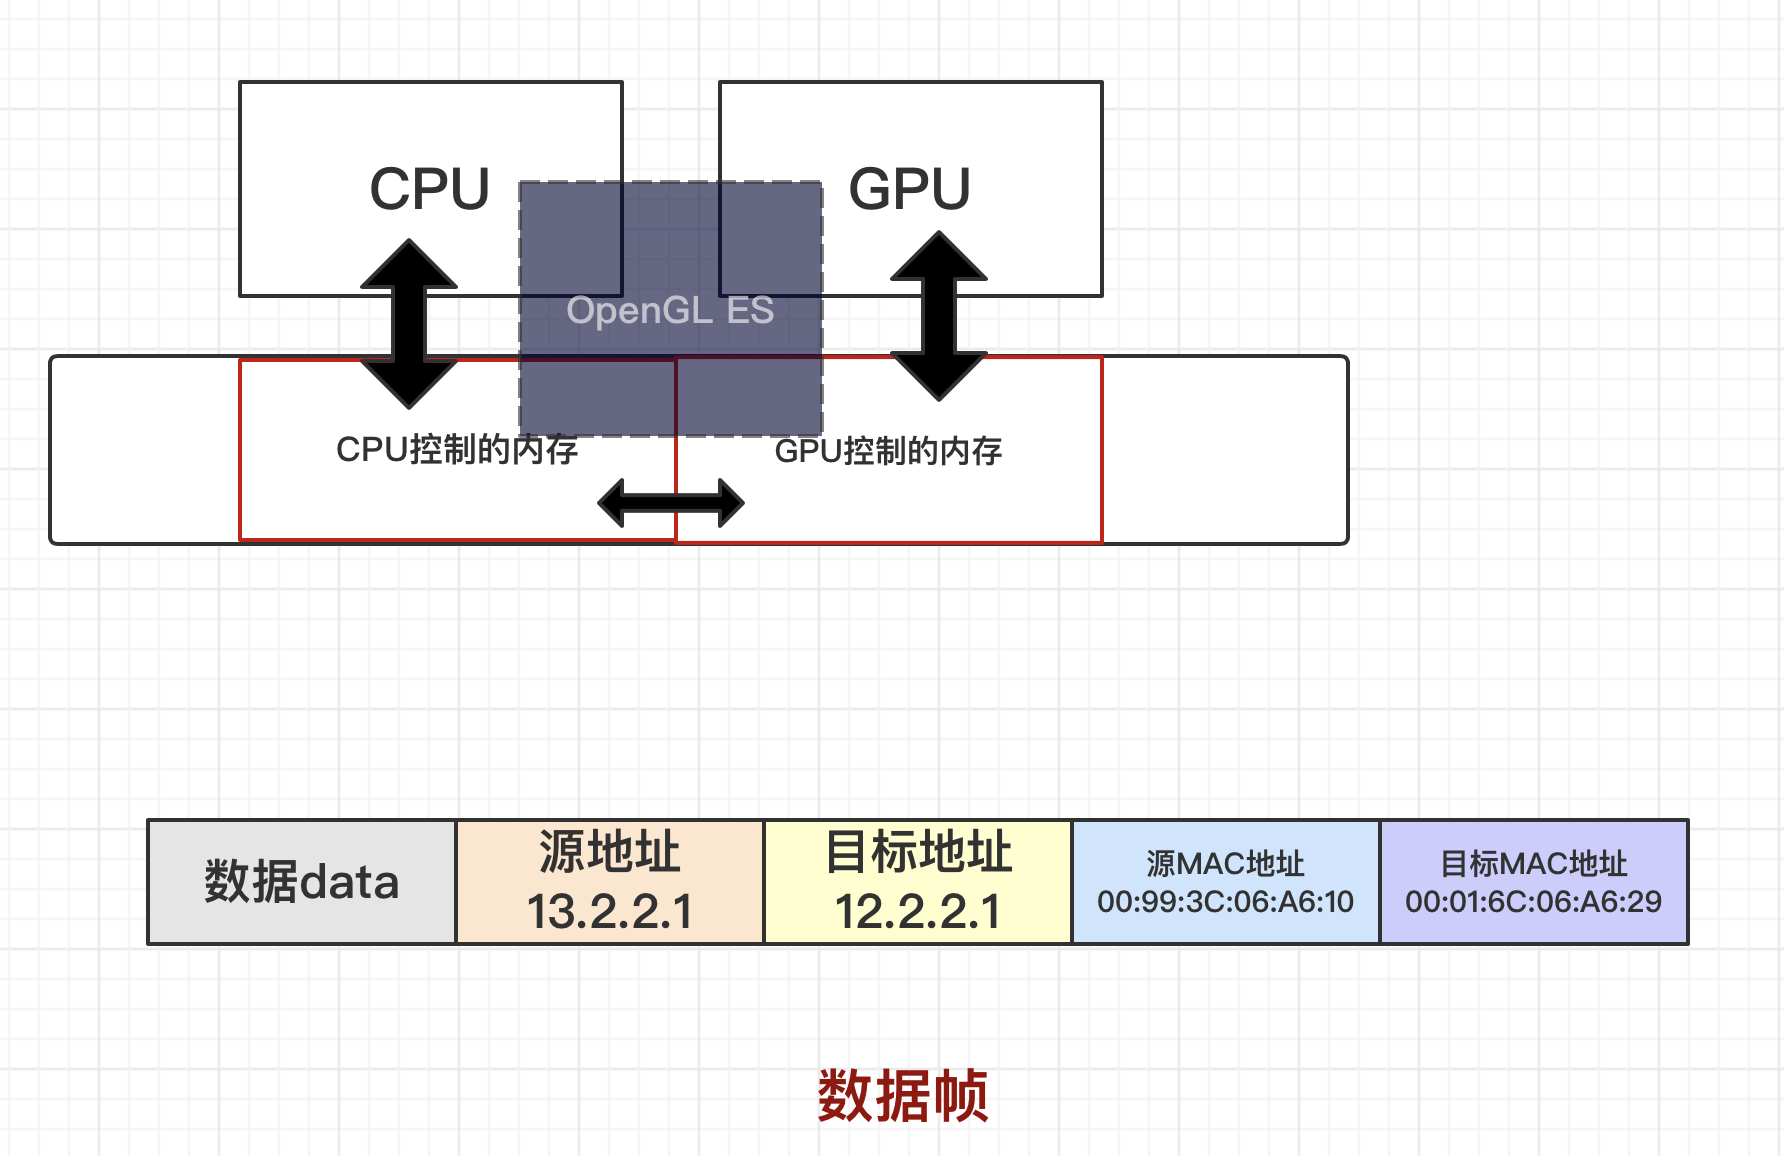 CPU
GPU
OpenGL ES
CPU控制的内存
GPU控制的内存
数据data
源地址
13.2.2.1
目标地址
12.2.2.1
源MAC地址
00:99:3C:06:A6:10
目标MAC地址
00:01:6C:06:A6:29
数据帧